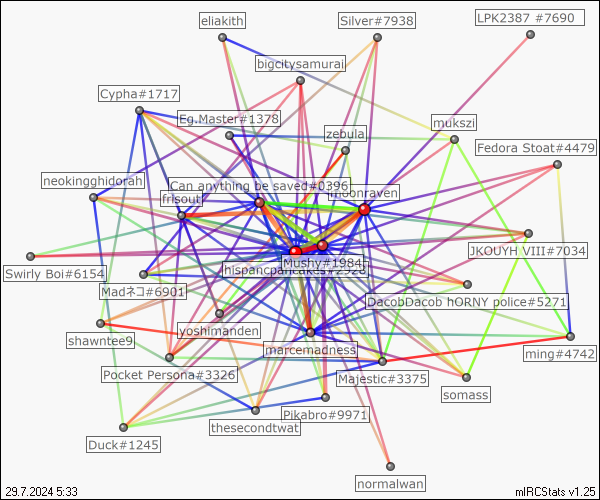 eliakith
Silver#7938
LPK2387 #7690
bigcitysamurai
Cypha#1717
Eg.Master#1378
mukszi
zebula
Fedora Stoat#4479
neokingghidorah
Can anything be saved#0396
moonraven
frisout
JKOUYH VIII#7034
Mushy#1984
Swirly Boi#6154
hispancpancakes#2928
Madネコ#6901
DacobDacob hORNY police#5271
yoshimanden
shawntee9
marcemadness
ming#4742
Pocket Persona#3326
Majestic#3375
somass
Pikabro#9971
thesecondtwat
Duck#1245
normalwan
29.7.2024 5:33
mIRCStats v1.25